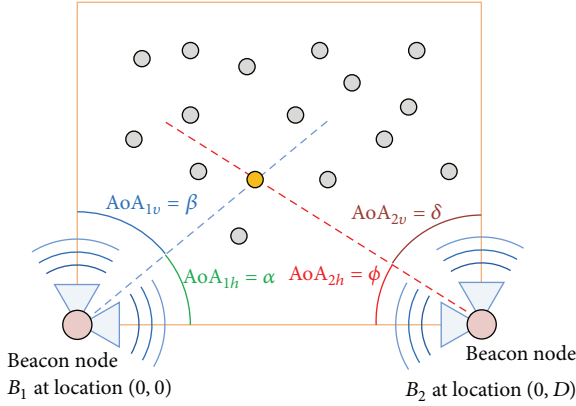 AoA₁ᵥ = β
AoA₂ᵥ = δ
AoA₁ₕ = α
AoA₂ₕ = ϕ
Beacon node
B₁ at location (0, 0)
Beacon node
B₂ at location (0, D)